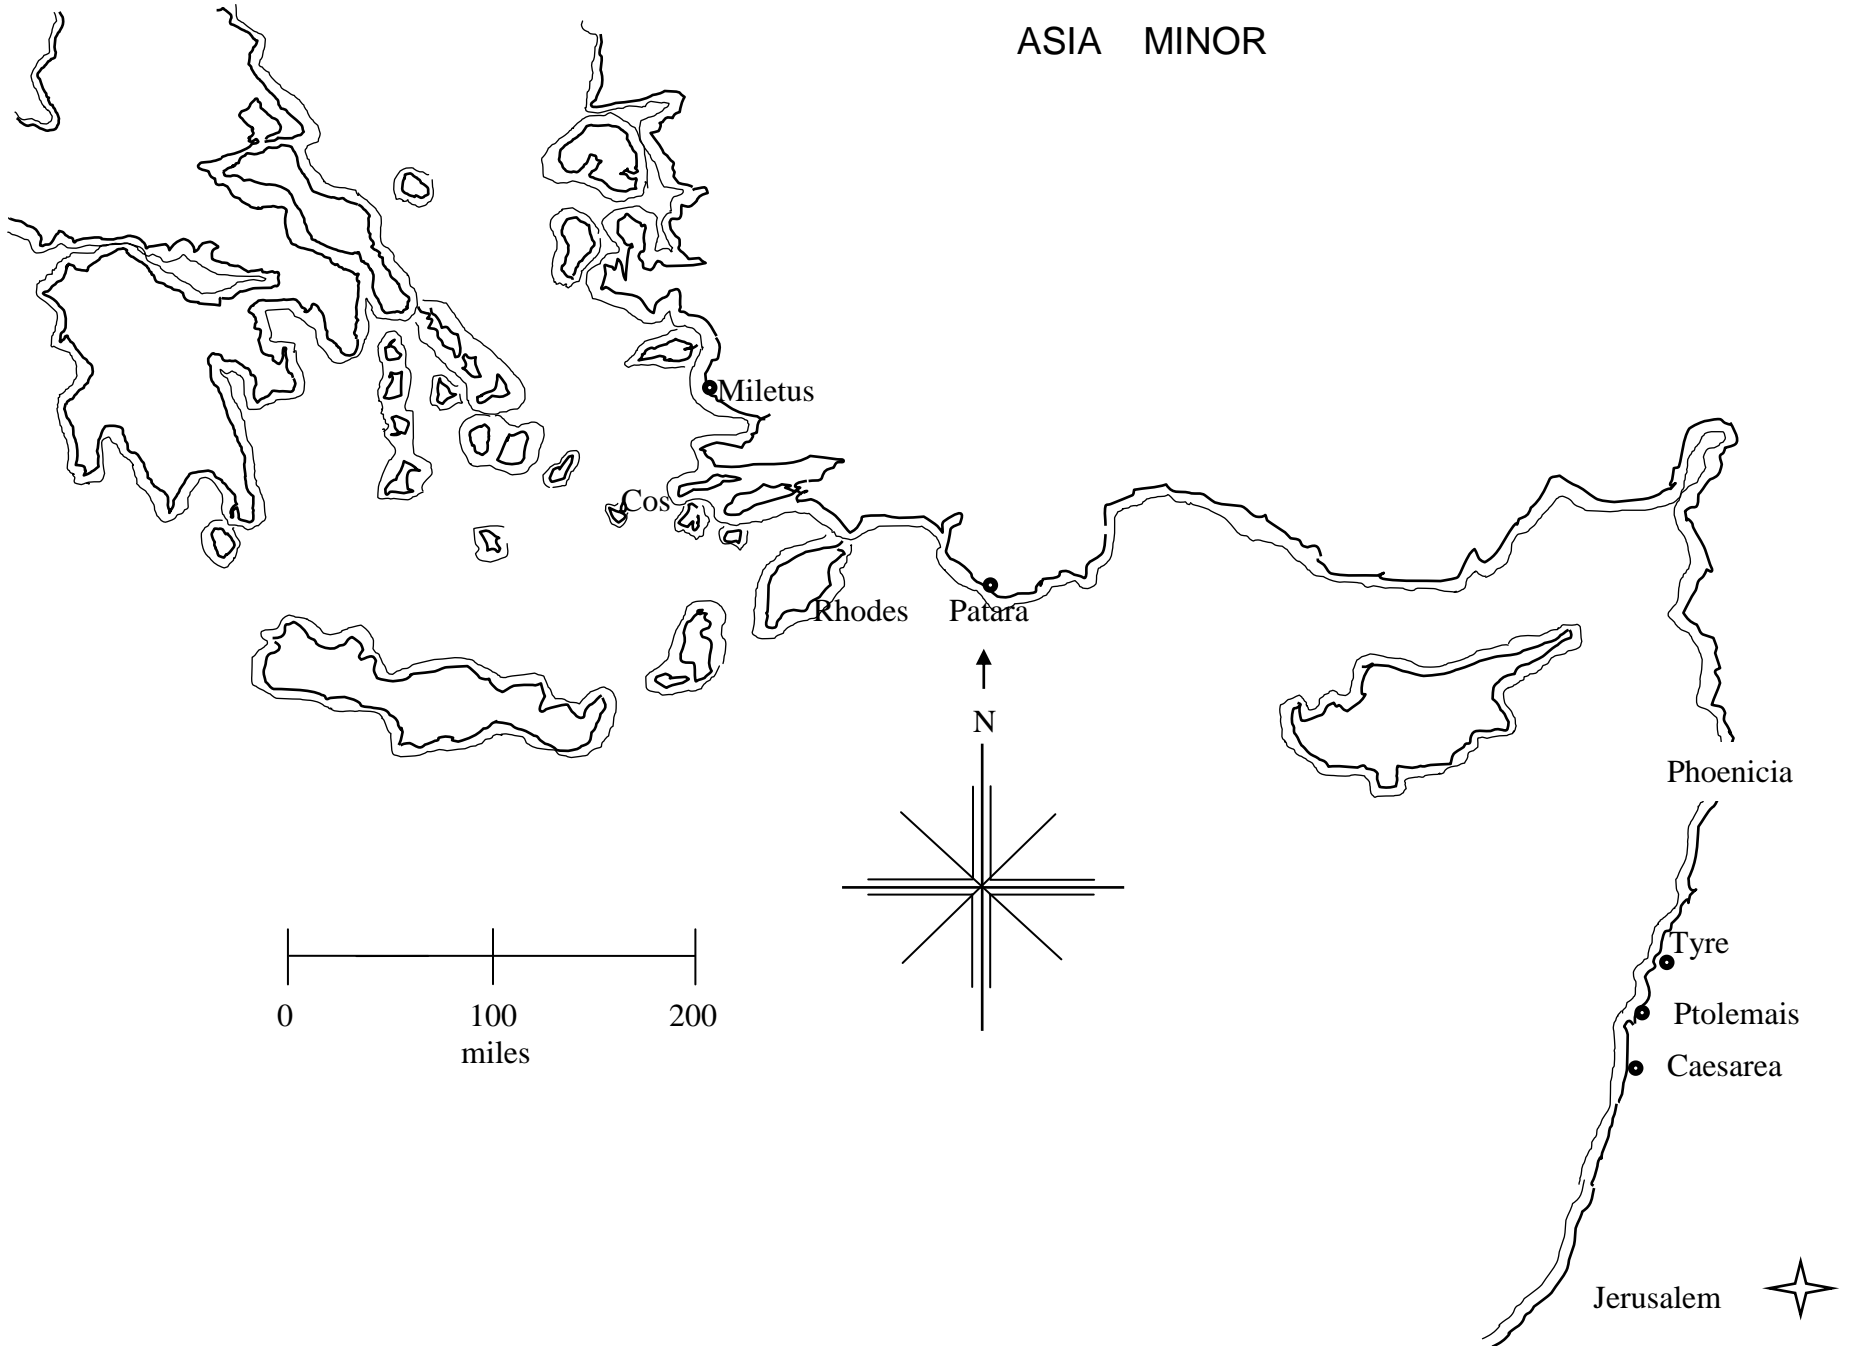 ASIA MINOR
Miletus
Cos
Rhodes
Patara
N
Phoenicia
Tyre
0 100 200
miles
Ptolemais
Caesarea
Jerusalem